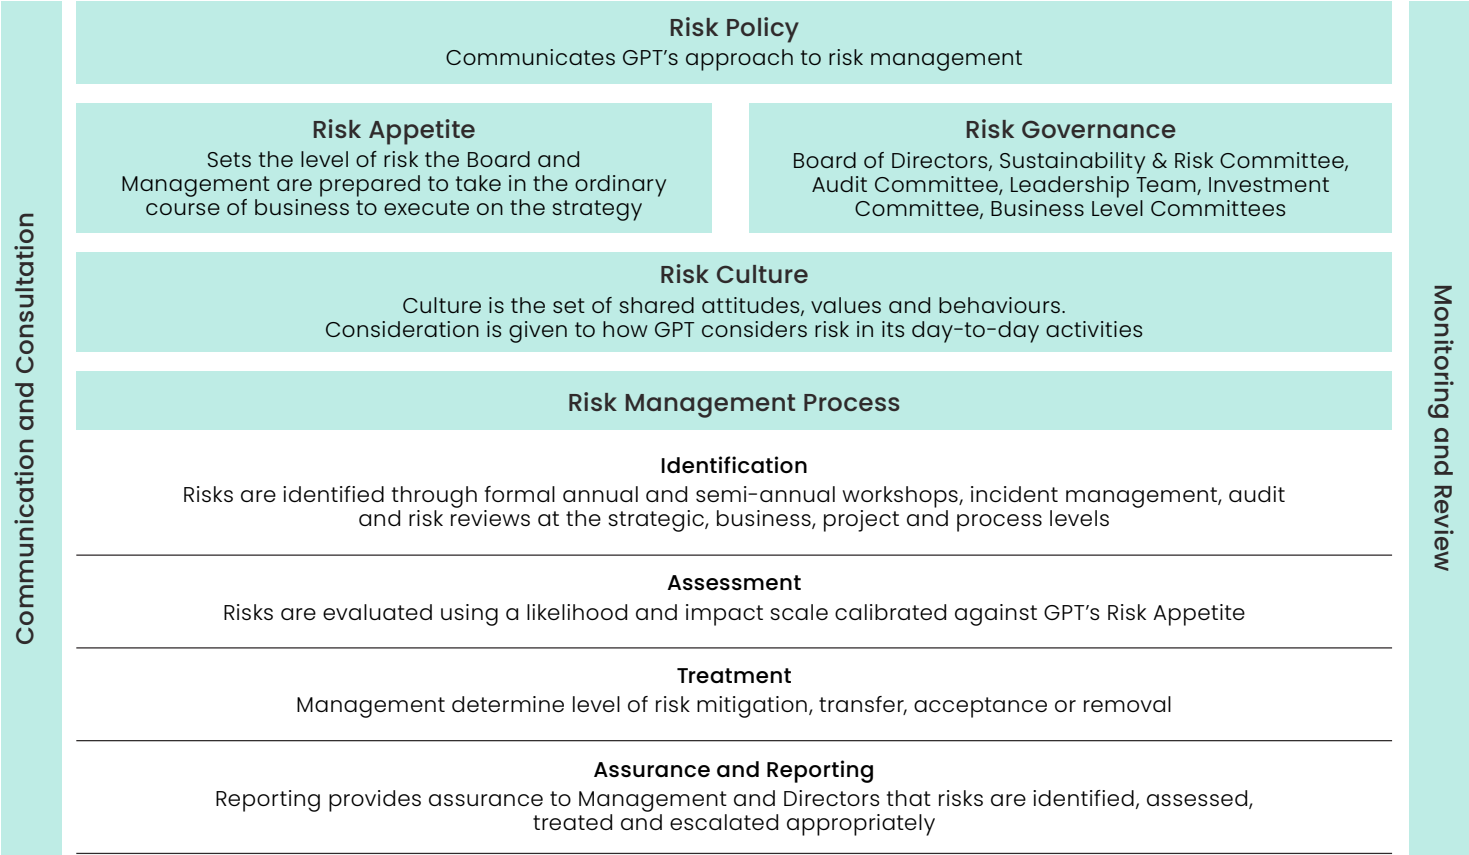 Communication and Consultation
Risk Policy
Communicates GPT's approach to risk management
Risk Appetite
Sets the level of risk the Board and
Management are prepared to take in the ordinary
course of business to execute on the strategy
Risk Governance
Board of Directors, Sustainability & Risk Committee,
Audit Committee, Leadership Team, Investment
Committee, Business Level Committees
Risk Culture
Culture is the set of shared attitudes, values and behaviours.
Consideration is given to how GPT considers risk in its day-to-day activities
Risk Management Process
Identification
Risks are identified through formal annual and semi-annual workshops, incident management, audit
and risk reviews at the strategic, business, project and process levels
Assessment
Risks are evaluated using a likelihood and impact scale calibrated against GPT's Risk Appetite
Treatment
Management determine level of risk mitigation, transfer, acceptance or removal
Assurance and Reporting
Reporting provides assurance to Management and Directors that risks are identified, assessed,
treated and escalated appropriately
Monitoring and Review